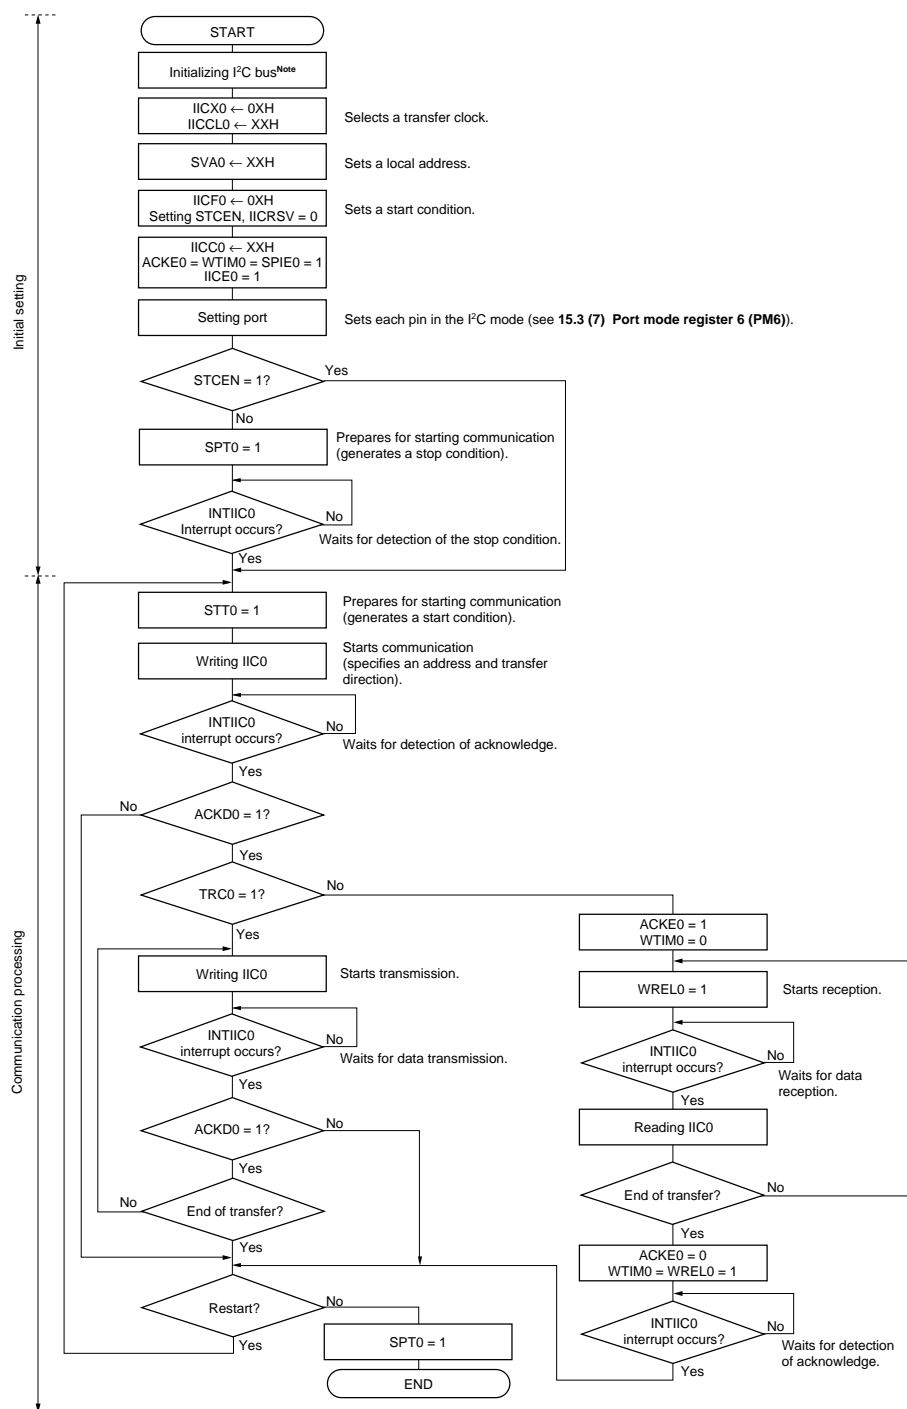 START
Initializing I²C busNote
IICX0 ← 0XH
IICCL0 ← XXH
Selects a transfer clock.
SVA0 ← XXH
Sets a local address.
IICF0 ← 0XH
Setting STCEN, IICRSV = 0
Sets a start condition.
IICC0 ← XXH
ACKE0 = WTIM0 = SPIE0 = 1
IICE0 = 1
Setting port
Sets each pin in the I²C mode (see 15.3 (7) Port mode register 6 (PM6)).
Initial setting
STCEN = 1?
Yes
No
SPT0 = 1
Prepares for starting communication
(generates a stop condition).
INTIIC0
Interrupt occurs?
No
Waits for detection of the stop condition.
Yes
STT0 = 1
Prepares for starting communication
(generates a start condition).
Writing IIC0
Starts communication
(specifies an address and transfer
direction).
INTIIC0
interrupt occurs?
No
Waits for detection of acknowledge.
Yes
No
ACKD0 = 1?
Yes
TRC0 = 1?
No
Yes
Communication processing
Writing IIC0
Starts transmission.
INTIIC0
interrupt occurs?
No
Waits for data transmission.
Yes
ACKD0 = 1?
No
Yes
No
End of transfer?
Yes
Restart?
No
Yes
SPT0 = 1
END
ACKE0 = 1
WTIM0 = 0
WREL0 = 1
Starts reception.
INTIIC0
interrupt occurs?
No
Waits for data
reception.
Yes
Reading IIC0
End of transfer?
No
Yes
ACKE0 = 0
WTIM0 = WREL0 = 1
INTIIC0
interrupt occurs?
No
Waits for detection
of acknowledge.
Yes